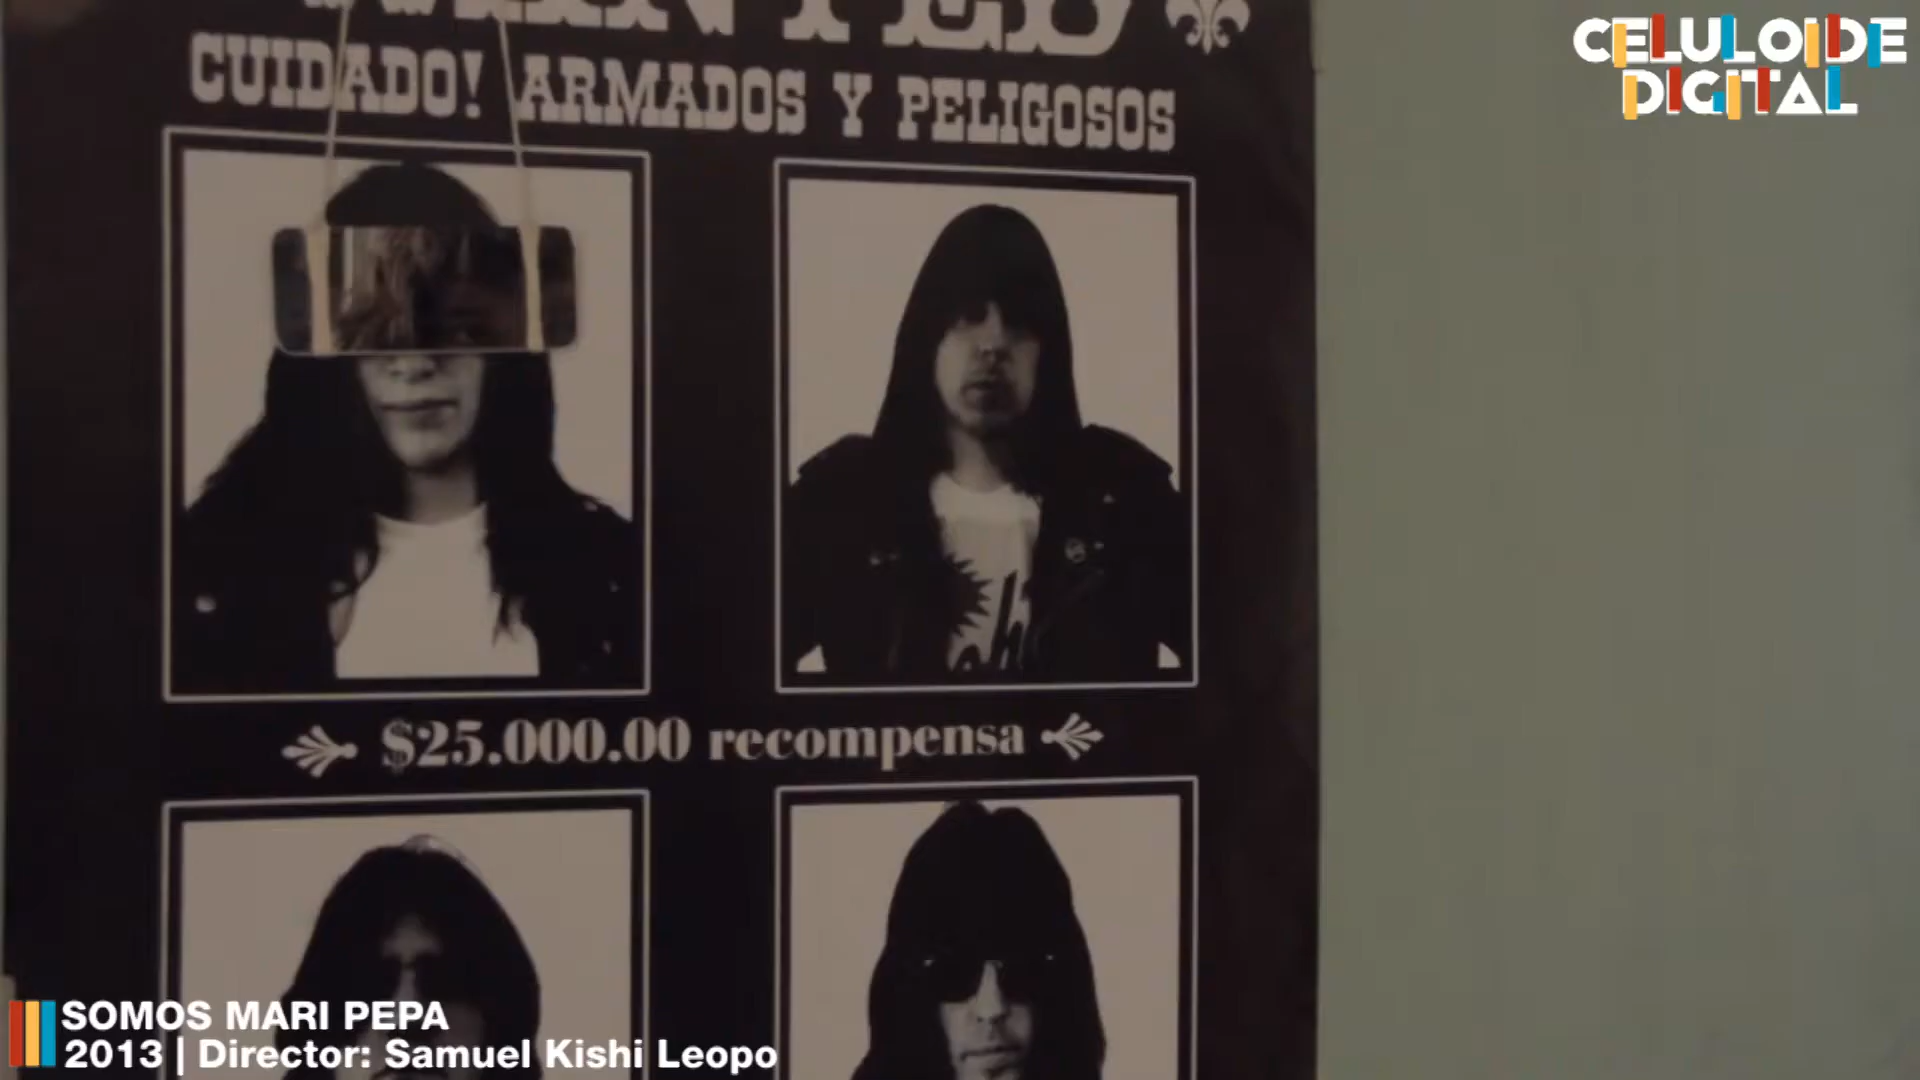 CELULOIDE
DIGITAL
CUIDADO! ARMADOS Y PELIGOSOS
$25.000.00 recompensa
SOMOS MARI PEPA
2013 | Director: Samuel Kishi Leopo